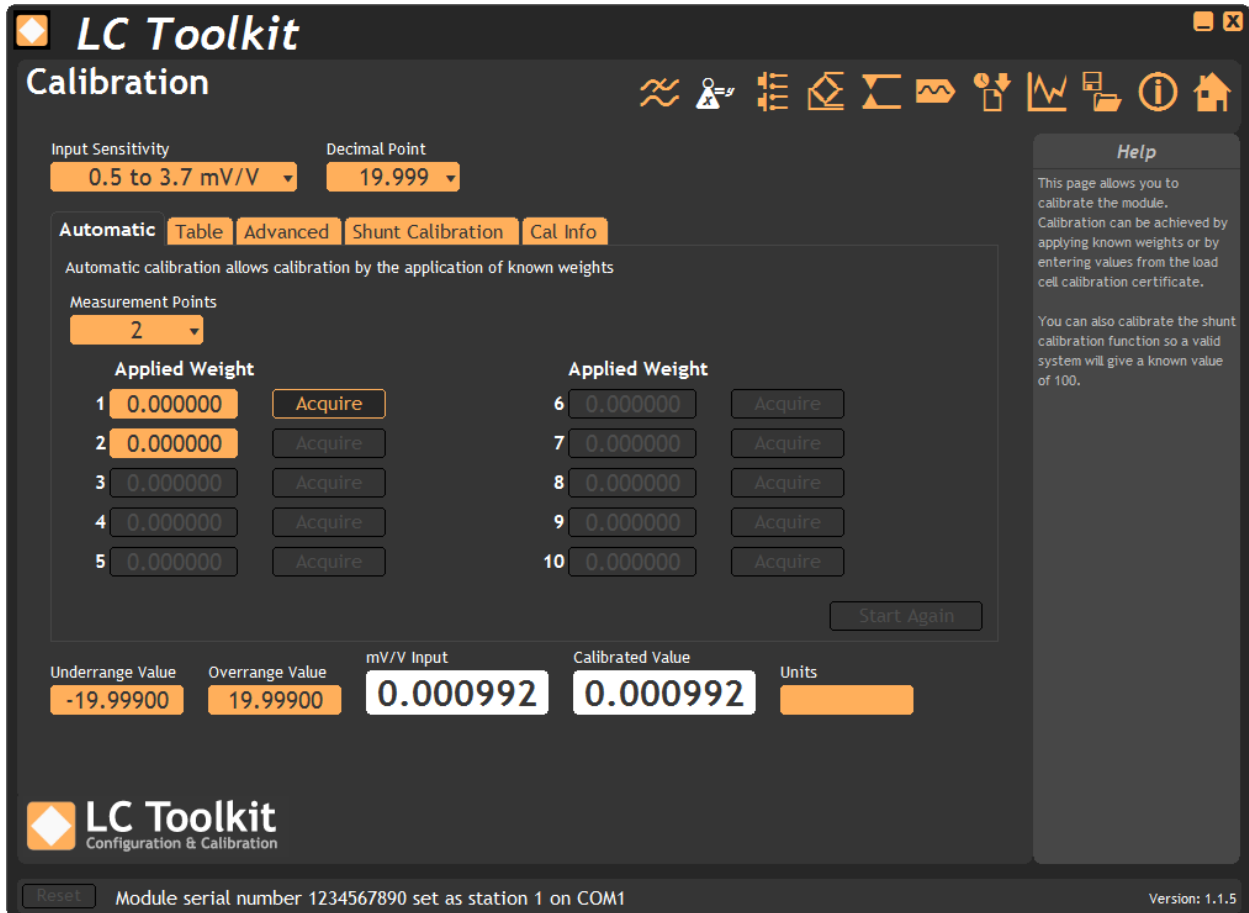 LC Toolkit
Calibration
Input Sensitivity Decimal Point
0.5 to 3.7 mV/V 19.999
Automatic Table Advanced Shunt Calibration Cal Info
Automatic calibration allows calibration by the application of known weights
Measurement Points
2
Applied Weight Applied Weight
1 0.000000 Acquire 6 0.000000 Acquire
2 0.000000 Acquire 7 0.000000 Acquire
3 0.000000 Acquire 8 0.000000 Acquire
4 0.000000 Acquire 9 0.000000 Acquire
5 0.000000 Acquire 10 0.000000 Acquire
Start Again
Underrange Value Overrange Value mV/V Input Calibrated Value Units
-19.99900 19.99900 0.000992 0.000992
Help
This page allows you to
calibrate the module.
Calibration can be achieved by
applying known weights or by
entering values from the load
cell calibration certificate.
You can also calibrate the shunt
calibration function so a valid
system will give a known value
of 100.
LC Toolkit
Configuration & Calibration
Reset Module serial number 1234567890 set as station 1 on COM1 Version: 1.1.5